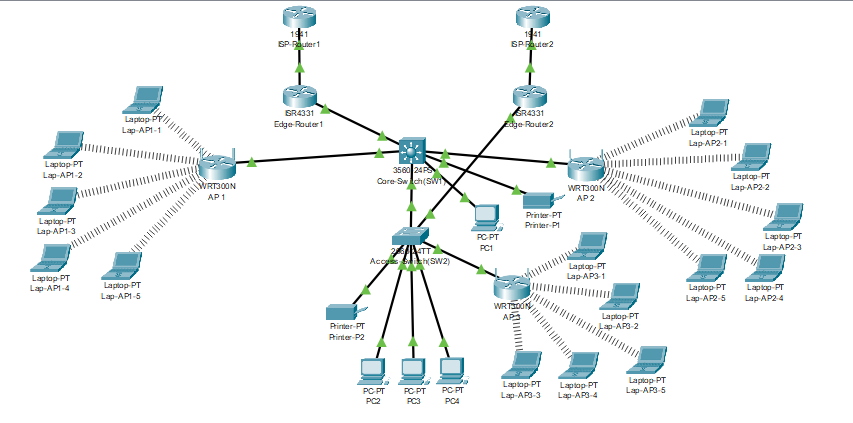 1941
ISP-Router1
1941
ISP-Router2
ISR4331
Edge-Router1
ISR4331
Edge-Router2
Laptop-PT
Lap-AP1-1
Laptop-PT
Lap-AP1-2
Laptop-PT
Lap-AP1-3
Laptop-PT
Lap-AP1-4
Laptop-PT
Lap-AP1-5
WRT300N
AP 1
3560-24PS
Core-Switch(SW1)
WRT300N
AP 2
Laptop-PT
Lap-AP2-1
Laptop-PT
Lap-AP2-2
Laptop-PT
Lap-AP2-3
Laptop-PT
Lap-AP2-5
Laptop-PT
Lap-AP2-4
Printer-PT
Printer-P1
PC-PT
PC1
2960-24TT
Access-Switch(SW2)
Laptop-PT
Lap-AP3-1
WRT300N
AP 3
Laptop-PT
Lap-AP3-2
Printer-PT
Printer-P2
PC-PT
PC2
PC-PT
PC3
PC-PT
PC4
Laptop-PT
Lap-AP3-3
Laptop-PT
Lap-AP3-4
Laptop-PT
Lap-AP3-5